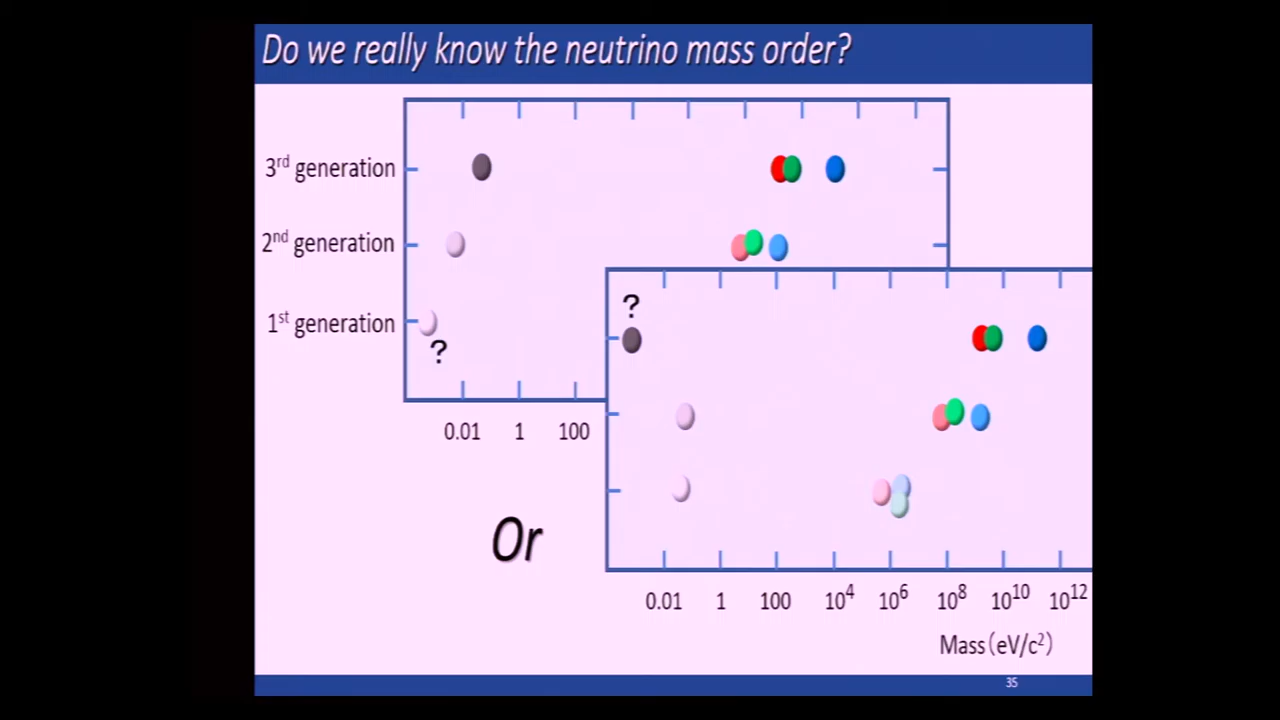 Do we really know the neutrino mass order?
3rd generation
2nd generation
1st generation
?
0.01 1 100
?
Or
0.01 1 100 10^4 10^6 10^8 10^10 10^12
Mass(eV/c²)
35